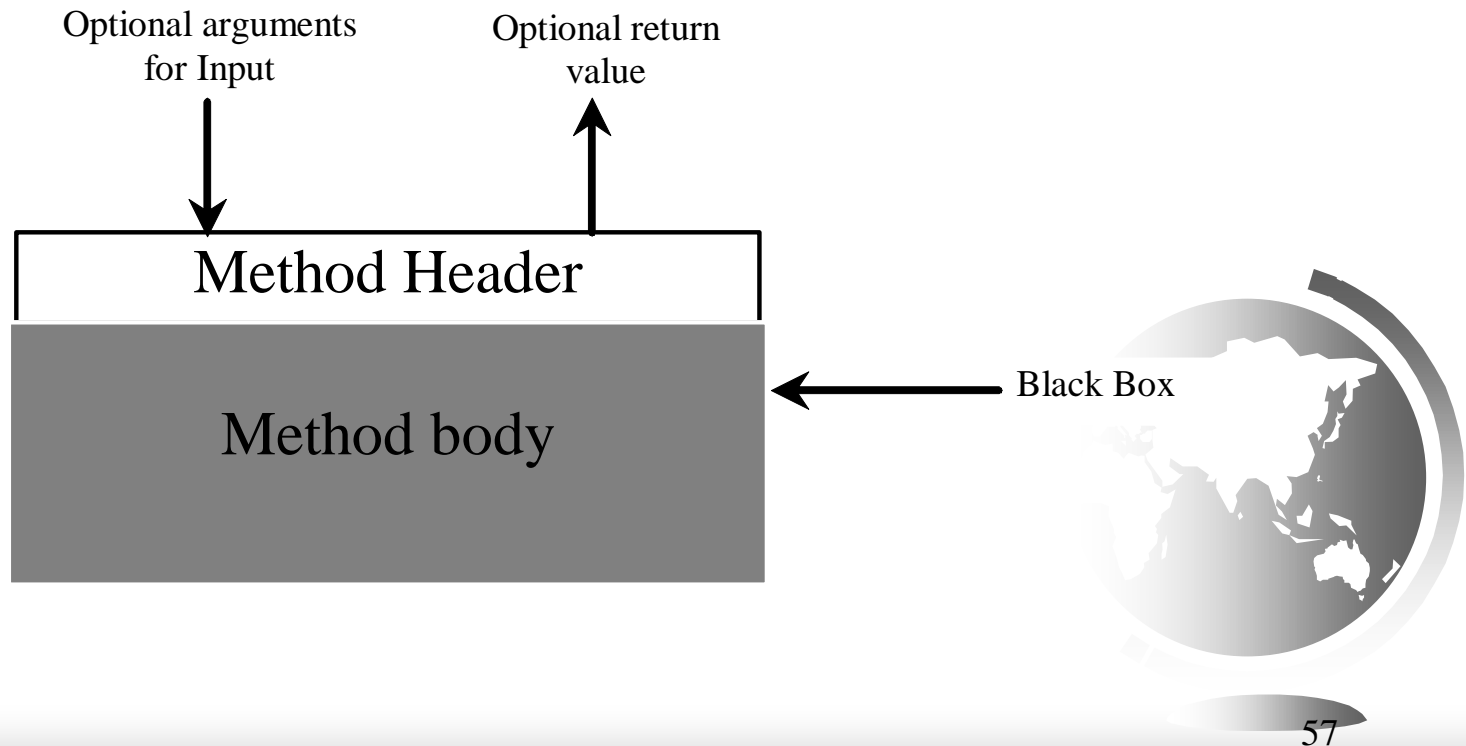 Optional arguments
for Input
Optional return
value
Method Header
Method body
Black Box
57